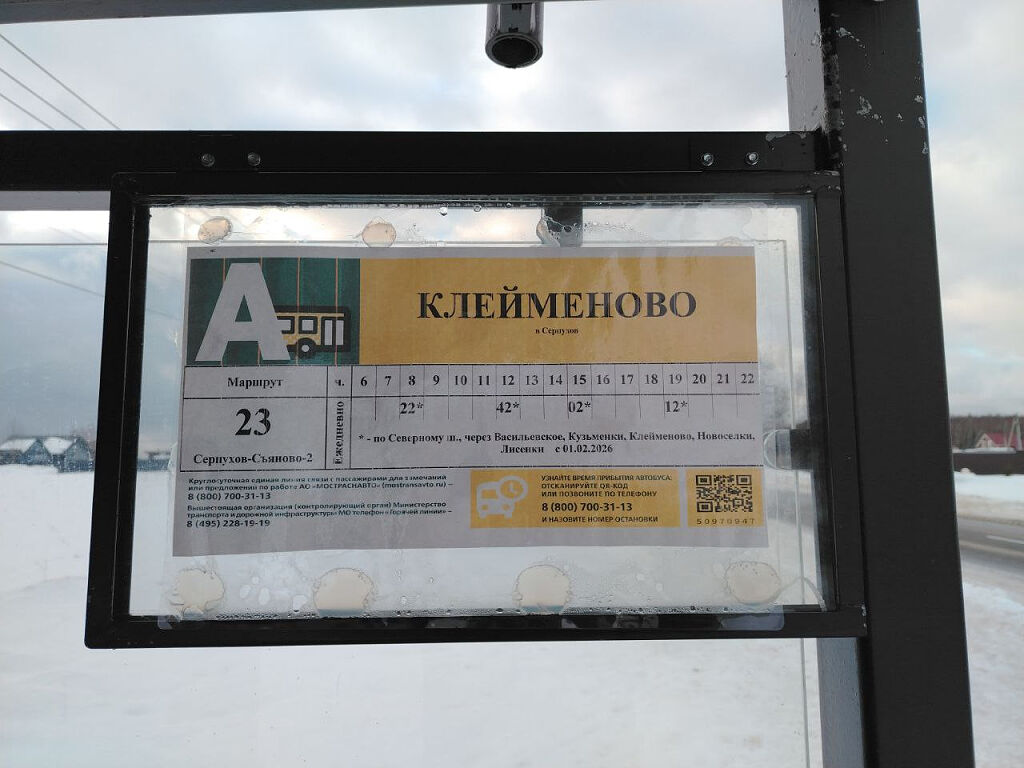 А
КЛЕЙМЕНОВО
в Серпухов
Маршрут ч. 6 7 8 9 10 11 12 13 14 15 16 17 18 19 20 21 22
23 Ежедневно 22* 42* 02* 12*
Серпухов-Съяново-2
* - по Северному ш., через Васильевское, Кузьменки, Клейменово, Новоселки,
Лисенки с 01.02.2026
Круглосуточная единая линия связи с пассажирами для замечаний
или предложений по работе АО «МОСТРАНСАВТО» (mostransavto.ru) –
8 (800) 700-31-13
Вышестоящая организация (контролирующий орган) Министерство
транспорта и дорожной инфраструктуры МО телефон «Горячей линии» –
8 (495) 228-19-19
УЗНАЙТЕ ВРЕМЯ ПРИБЫТИЯ АВТОБУСА:
ОТСКАНИРУЙТЕ QR-КОД
ИЛИ ПОЗВОНИТЕ ПО ТЕЛЕФОНУ
8 (800) 700-31-13
И НАЗОВИТЕ НОМЕР ОСТАНОВКИ
50970947